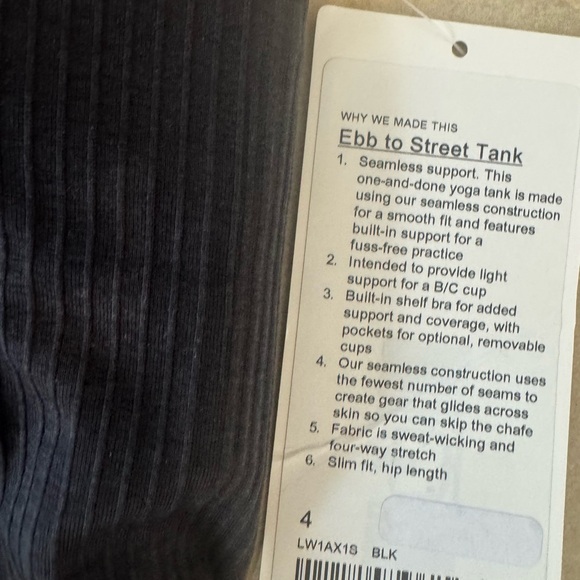 WHY WE MADE THIS
Ebb to Street Tank
1. Seamless support. This
one-and-done yoga tank is made
using our seamless construction
for a smooth fit and features
built-in support for a
fuss-free practice
2. Intended to provide light
support for a B/C cup
3. Built-in shelf bra for added
support and coverage, with
pockets for optional, removable
cups
4. Our seamless construction uses
the fewest number of seams to
create gear that glides across
skin so you can skip the chafe
5. Fabric is sweat-wicking and
four-way stretch
6. Slim fit, hip length
4
LW1AX1S BLK